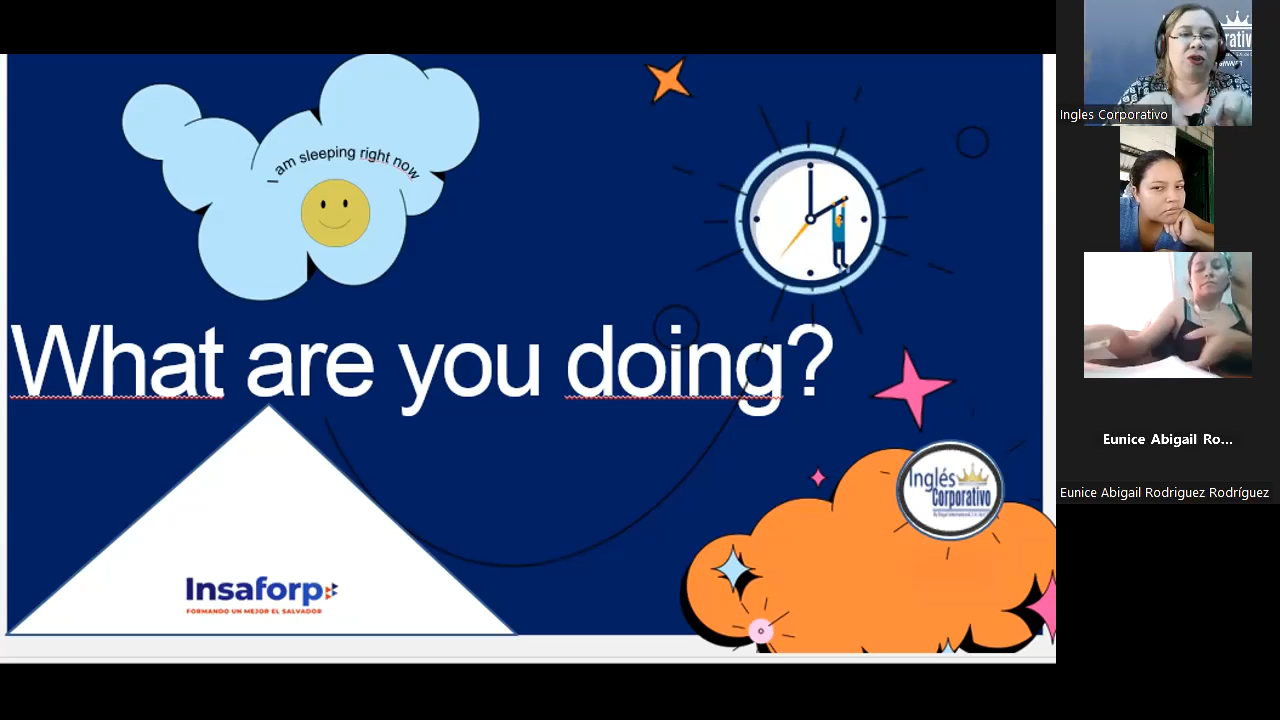 I am sleeping right now
What are you doing?
Inglés
Corporativo
Insaforp
FORMANDO UN MEJOR EL SALVADOR
Ingles Corporativo
Eunice Abigail Ro...
Eunice Abigail Rodriguez Rodríguez